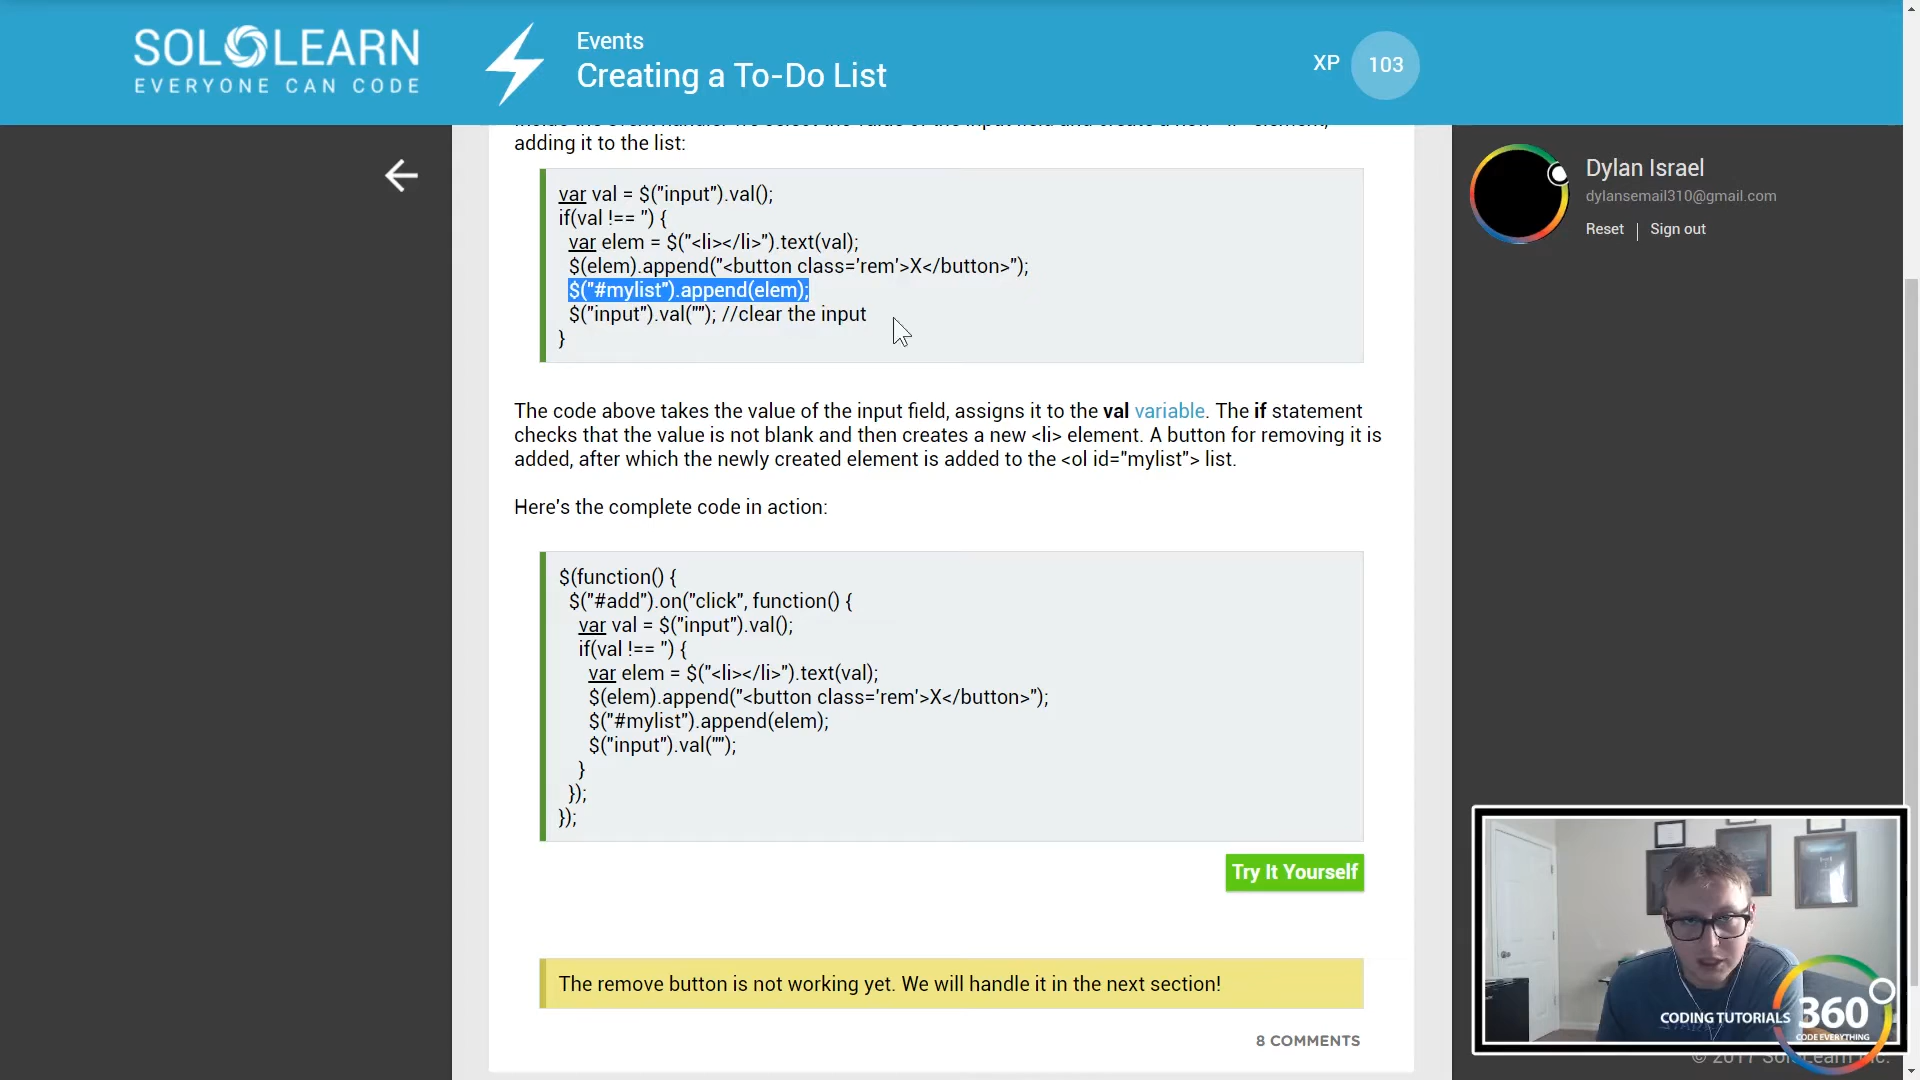 SOLOLEARN
EVERYONE CAN CODE
Events
Creating a To-Do List
XP 103
adding it to the list:
var val = $("input").val();
if(val !== '') {
var elem = $("<li></li>").text(val);
$(elem).append("<button class='rem'>X</button>");
$("#mylist").append(elem);
$("input").val(""); //clear the input
}
The code above takes the value of the input field, assigns it to the val variable. The if statement
checks that the value is not blank and then creates a new <li> element. A button for removing it is
added, after which the newly created element is added to the <ol id="mylist"> list.
Here's the complete code in action:
$(function() {
$("#add").on("click", function() {
var val = $("input").val();
if(val !== '') {
var elem = $("<li></li>").text(val);
$(elem).append("<button class='rem'>X</button>");
$("#mylist").append(elem);
$("input").val("");
}
});
});
Try It Yourself
The remove button is not working yet. We will handle it in the next section!
8 COMMENTS
Dylan Israel
dylansemail310@gmail.com
Reset | Sign out
CODING TUTORIALS 360
CODE EVERYTHING
© 2017 SoloLearn Inc.